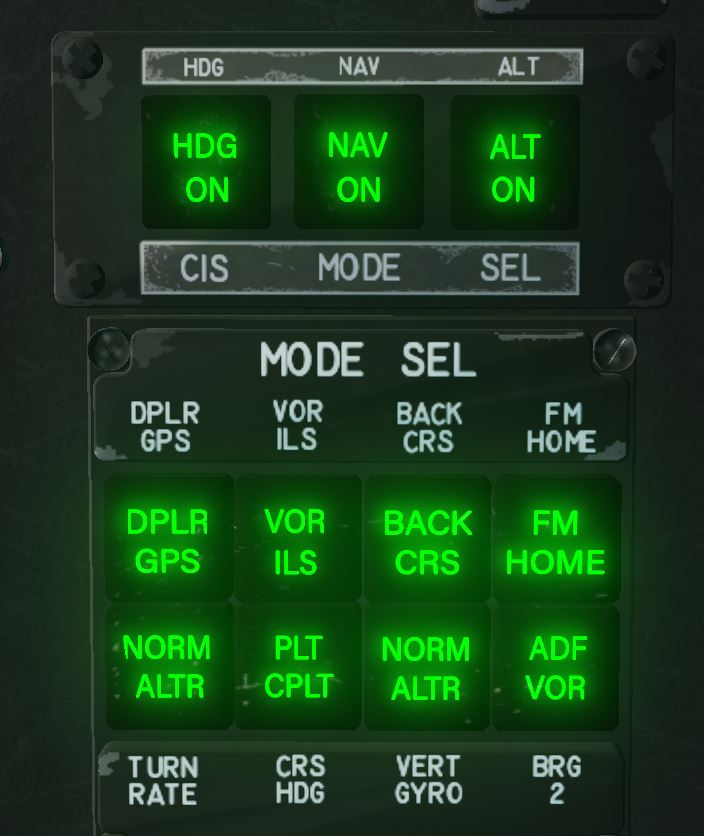 HDG NAV ALT
HDG NAV ALT
ON ON ON
CIS MODE SEL
MODE SEL
DPLR VOR BACK FM
GPS ILS CRS HOME
DPLR VOR BACK FM
GPS ILS CRS HOME
NORM PLT NORM ADF
ALTR CPLT ALTR VOR
TURN CRS VERT BRG
RATE HDG GYRO 2